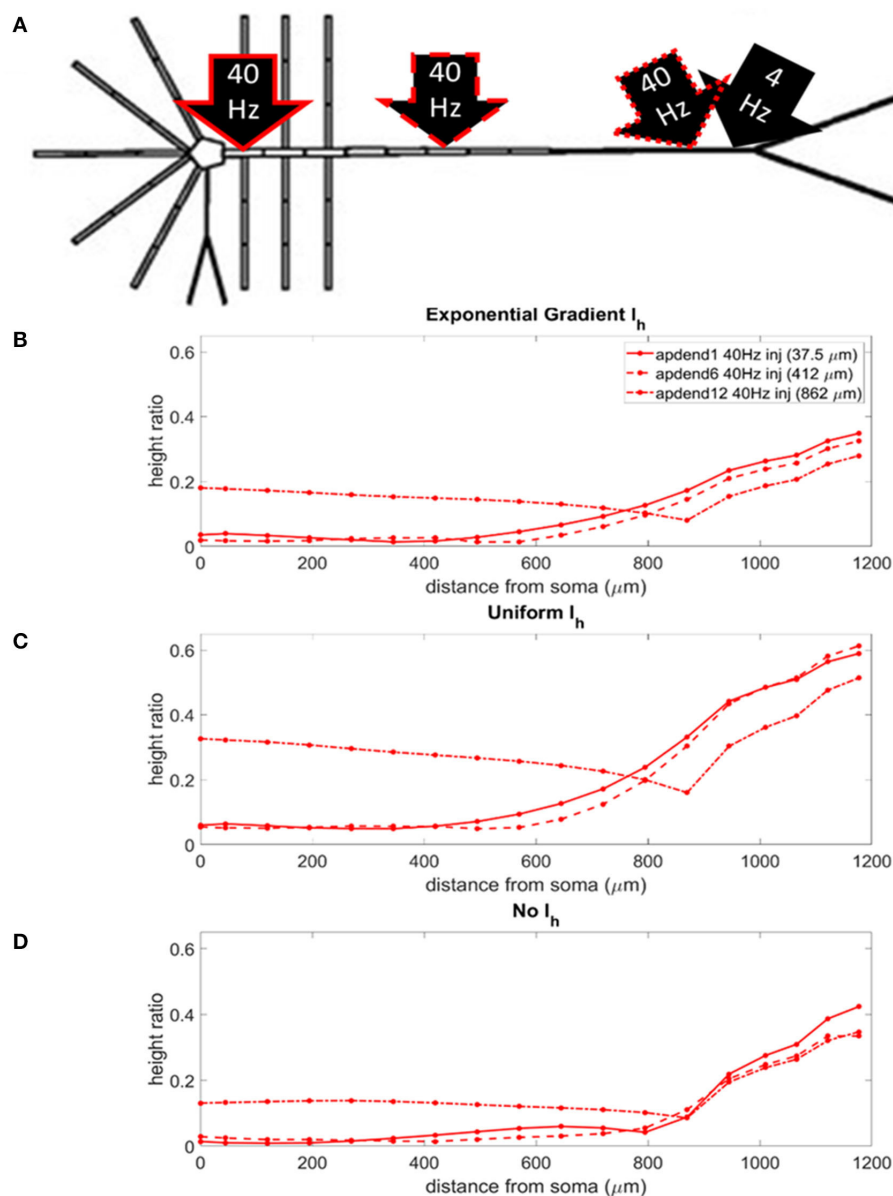 A
40
Hz
40
Hz
40
Hz
4
Hz
Exponential Gradient Ih
B
0.6
0.4
0.2
0
height ratio
apdend1 40Hz inj (37.5 μm)
apdend6 40Hz inj (412 μm)
apdend12 40Hz inj (862 μm)
0 200 400 600 800 1000 1200
distance from soma (μm)
Uniform Ih
C
0.6
0.4
0.2
0
height ratio
0 200 400 600 800 1000 1200
distance from soma (μm)
No Ih
D
0.6
0.4
0.2
0
height ratio
0 200 400 600 800 1000 1200
distance from soma (μm)